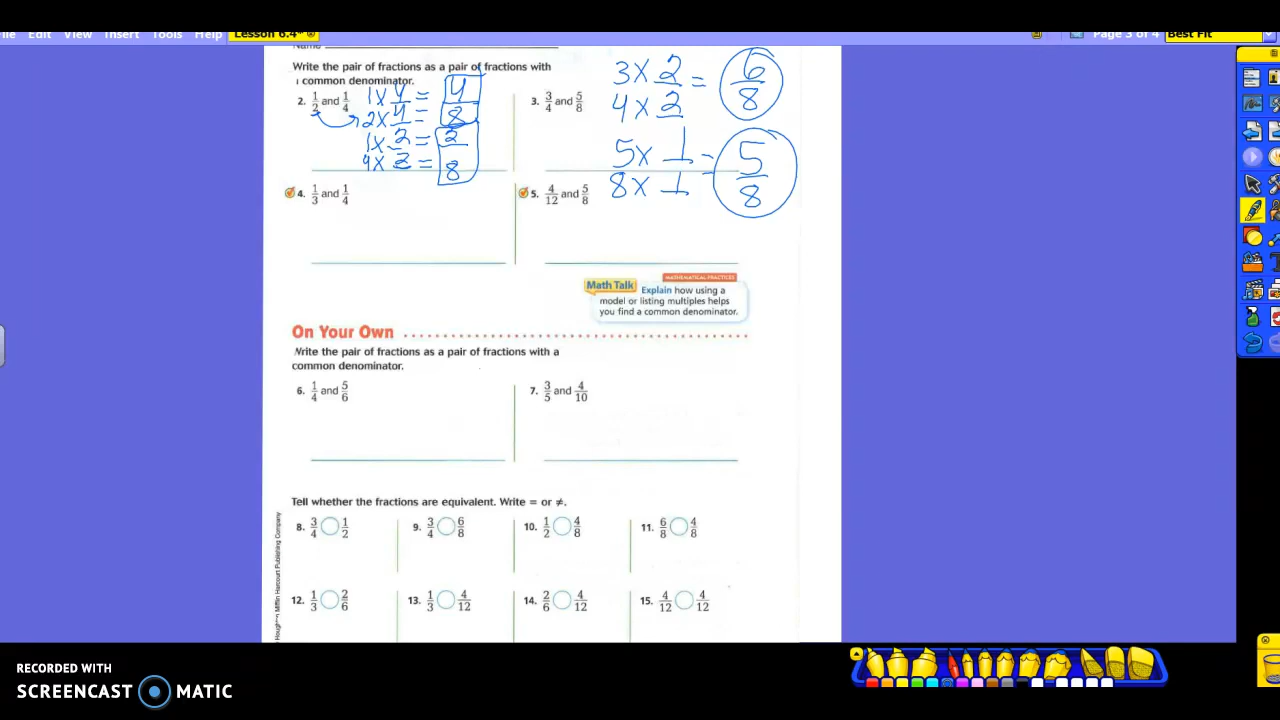 File Edit View Insert Tools Help Lesson 6.4* Page 3 of 4 Best Fit
Name
Write the pair of fractions as a pair of fractions with
a common denominator.
2. 1/2 and 1/4
1 x 4 = 4
2 x 4 = 8
1 x 2 = 2
4 x 2 = 8
3. 3/4 and 5/8
3 x 2 = 6
4 x 2 8
5 x 1 = 5
8 x 1 8
4. 1/3 and 1/4
5. 4/12 and 5/8
MATHEMATICAL PRACTICES
Math Talk Explain how using a
model or listing multiples helps
you find a common denominator.
On Your Own
Write the pair of fractions as a pair of fractions with a
common denominator.
6. 1/4 and 5/6
7. 3/5 and 4/10
Tell whether the fractions are equivalent. Write = or ≠.
8. 3/4 ○ 1/2
9. 3/4 ○ 6/8
10. 1/2 ○ 4/8
11. 6/8 ○ 4/8
12. 1/3 ○ 2/6
13. 1/3 ○ 4/12
14. 2/6 ○ 4/12
15. 4/12 ○ 4/12
Houghton Mifflin Harcourt Publishing Company
RECORDED WITH
SCREENCAST MATIC